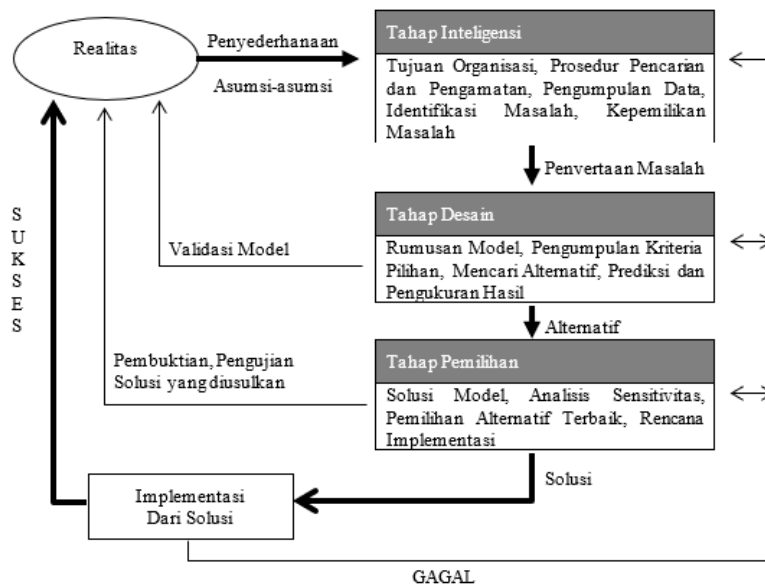 Realitas
Penyederhanaan
Asumsi-asumsi
Tahap Inteligensi
Tujuan Organisasi, Prosedur Pencarian
dan Pengamatan, Pengumpulan Data,
Identifikasi Masalah, Kepemilikan
Masalah
Penvertaan Masalah
SUKSES
Tahap Desain
Rumusan Model, Pengumpulan Kriteria
Pilihan, Mencari Alternatif, Prediksi dan
Pengukuran Hasil
Validasi Model
Alternatif
Tahap Pemilihan
Solusi Model, Analisis Sensitivitas,
Pemilihan Alternatif Terbaik, Rencana
Implementasi
Pembuktian, Pengujian
Solusi yang diusulkan
Solusi
Implementasi
Dari Solusi
GAGAL